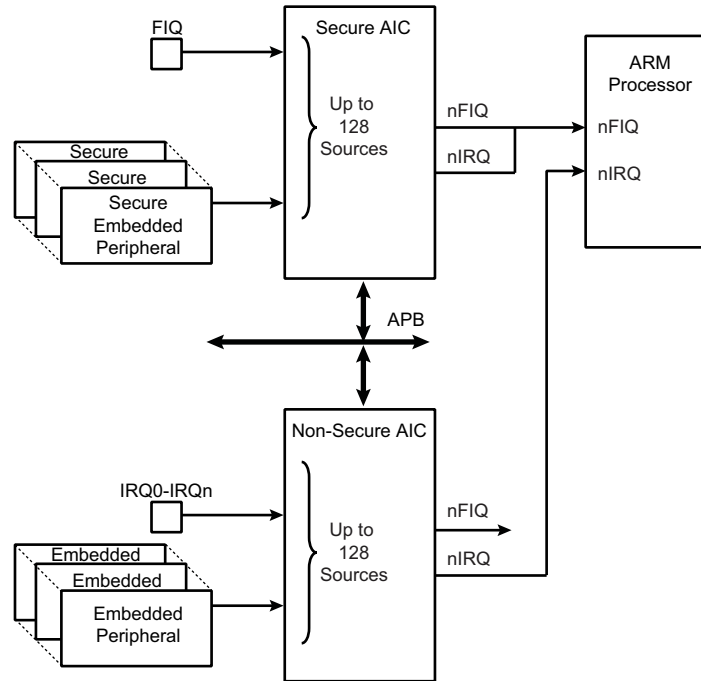 FIQ
Secure AIC
Up to
128
Sources
nFIQ
nIRQ
ARM
Processor
nFIQ
nIRQ
Secure
Secure
Secure
Embedded
Peripheral
APB
Non-Secure AIC
IRQ0-IRQn
Up to
128
Sources
nFIQ
nIRQ
Embedded
Embedded
Embedded
Peripheral